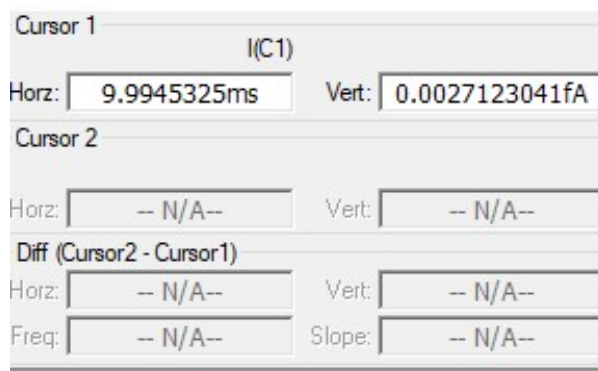 Cursor 1
I(C1)
Horz: 9.9945325ms Vert: 0.0027123041fA
Cursor 2
Horz: -- N/A-- Vert: -- N/A--
Diff (Cursor2 - Cursor1)
Horz: -- N/A-- Vert: -- N/A--
Freq: -- N/A-- Slope: -- N/A--